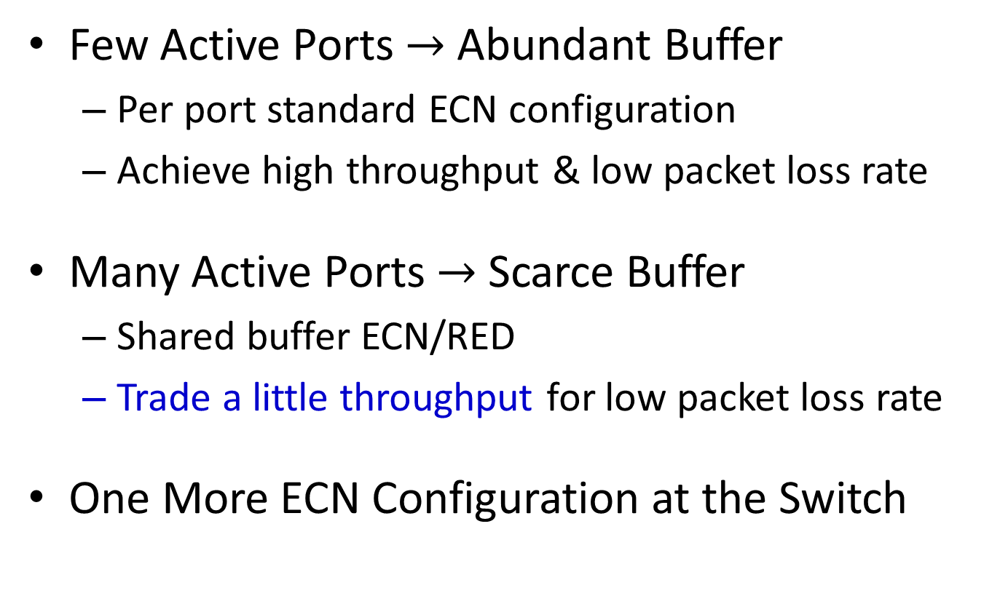 • Few Active Ports → Abundant Buffer
– Per port standard ECN configuration
– Achieve high throughput & low packet loss rate
• Many Active Ports → Scarce Buffer
– Shared buffer ECN/RED
– Trade a little throughput for low packet loss rate
• One More ECN Configuration at the Switch